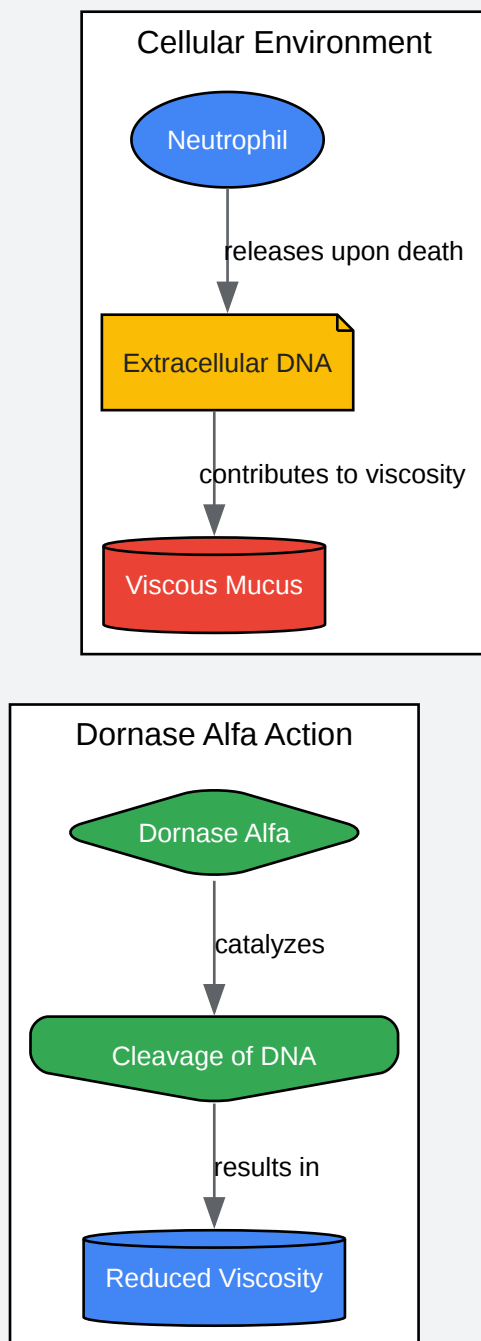 Cellular Environment
Neutrophil
releases upon death
Extracellular DNA
contributes to viscosity
Viscous Mucus
Dornase Alfa Action
Dornase Alfa
catalyzes
Cleavage of DNA
results in
Reduced Viscosity